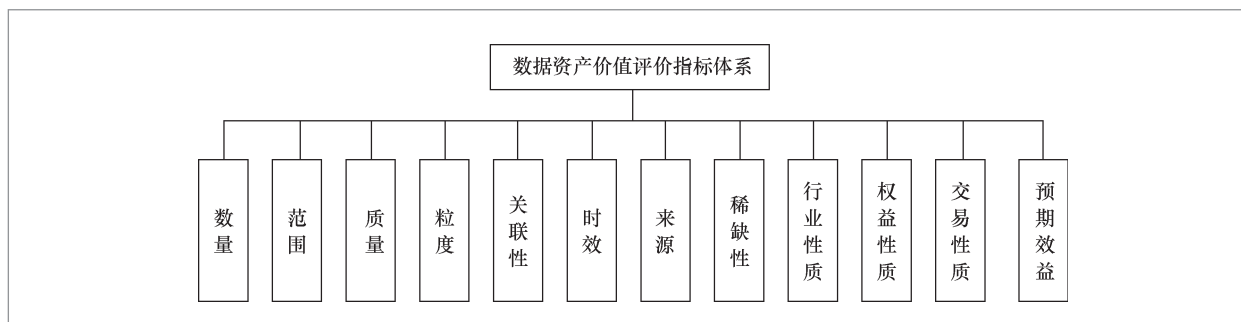 数据资产价值评价指标体系
数量
范围
质量
粒度
关联性
时效
来源
稀缺性
行业性质
权益性质
交易性质
预期效益